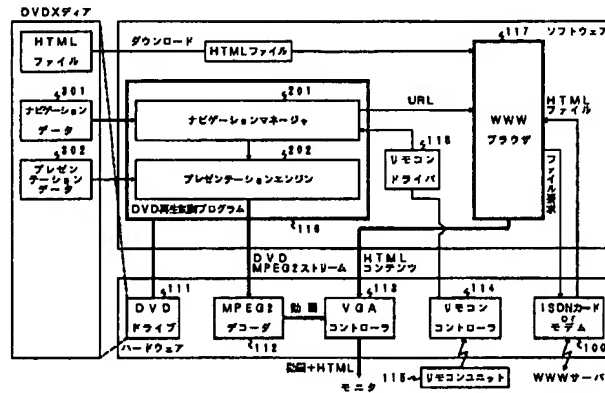 DVDメディア
HTML
ファイル
ダウンロード
HTMLファイル
117
ソフトウェア
301
ナビゲーション
データ
201
ナビゲーションマネージャ
URL
WWW
ブラウザ
HTML
ファイル
302
プレゼン
テーション
データ
202
プレゼンテーションエンジン
DVD再生制御プログラム
116
118
リモコン
ドライバ
ファイル要求
DVD
MPEG2ストリーム
HTML
コンテンツ
111
DVD
ドライブ
ハードウェア
MPEG2
デコーダ
112
動画
113
VGA
コントローラ
114
リモコン
コントローラ
ISDNカード
or
モデム
100
動画+HTML
モニタ
115
リモコンユニット
WWWサーバ